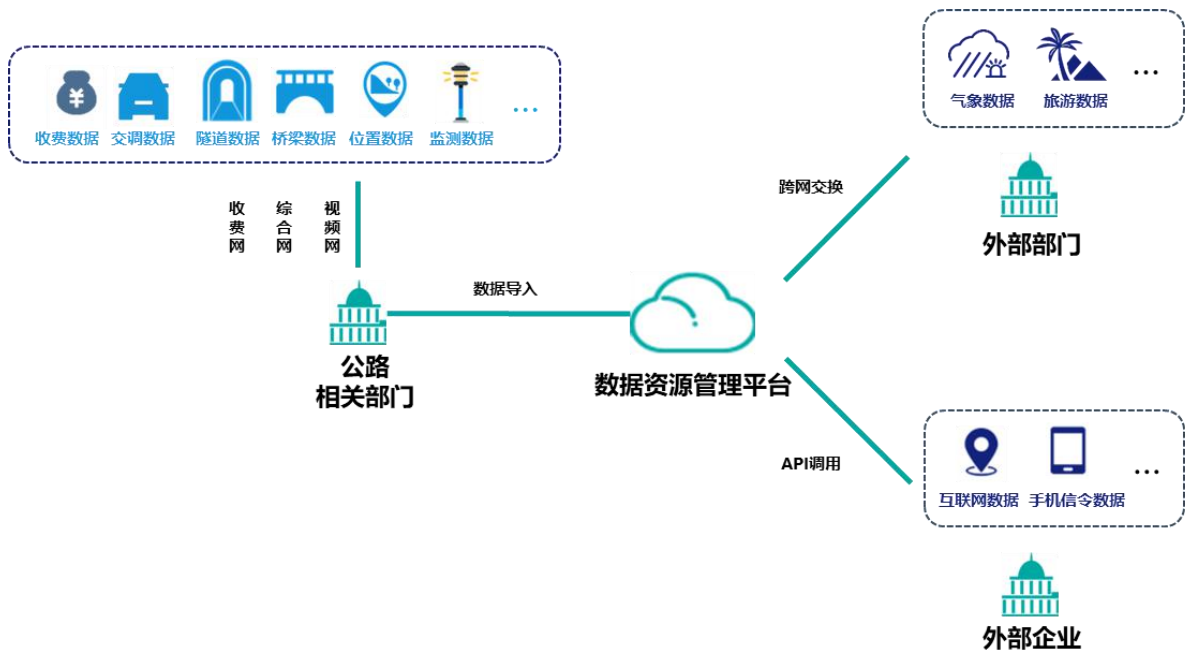 收费数据 交调数据 隧道数据 桥梁数据 位置数据 监测数据 ...
收费网
综合网
视频网
公路
相关部门
数据导入
数据资源管理平台
跨网交换
气象数据 旅游数据 ...
外部部门
API调用
互联网数据 手机信令数据 ...
外部企业